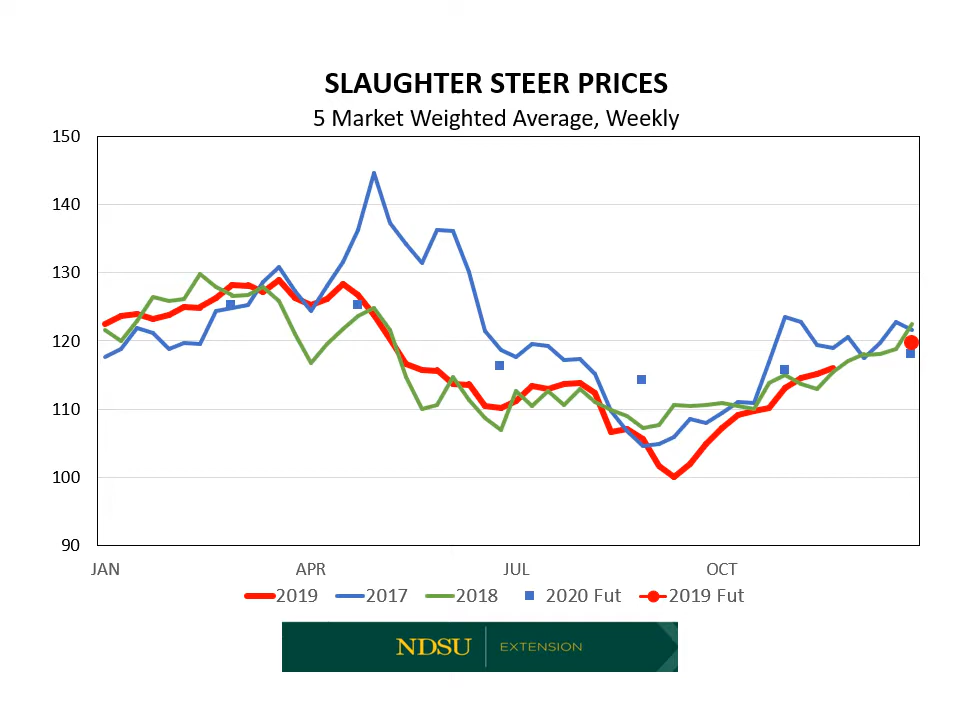 SLAUGHTER STEER PRICES
5 Market Weighted Average, Weekly
150
140
130
120
110
100
90
JAN APR JUL OCT
2019 2017 2018 2020 Fut 2019 Fut
NDSU EXTENSION